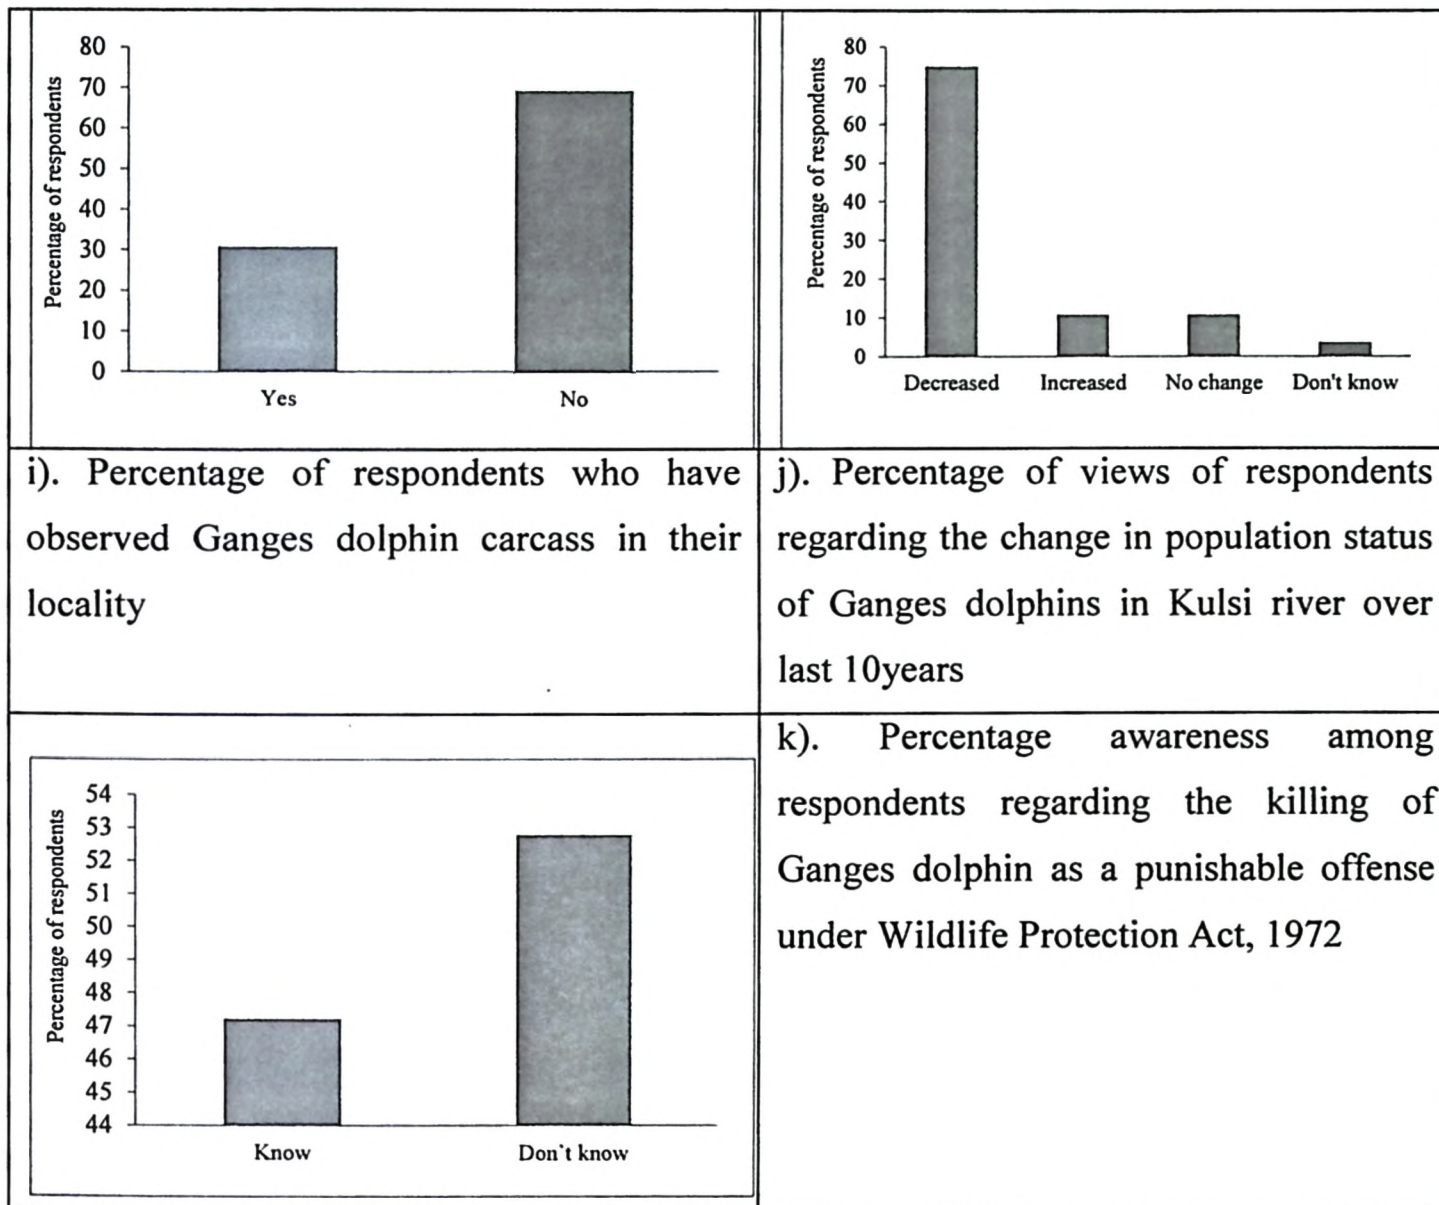 80
70
60
50
40
30
20
10
0
Percentage of respondents
Yes
No
80
70
60
50
40
30
20
10
0
Percentage of respondents
Decreased
Increased
No change
Don't know
i). Percentage of respondents who have
observed Ganges dolphin carcass in their
locality
j). Percentage of views of respondents
regarding the change in population status
of Ganges dolphins in Kulsi river over
last 10years
54
53
52
51
50
49
48
47
46
45
44
Percentage of respondents
Know
Don't know
k). Percentage awareness among
respondents regarding the killing of
Ganges dolphin as a punishable offense
under Wildlife Protection Act, 1972